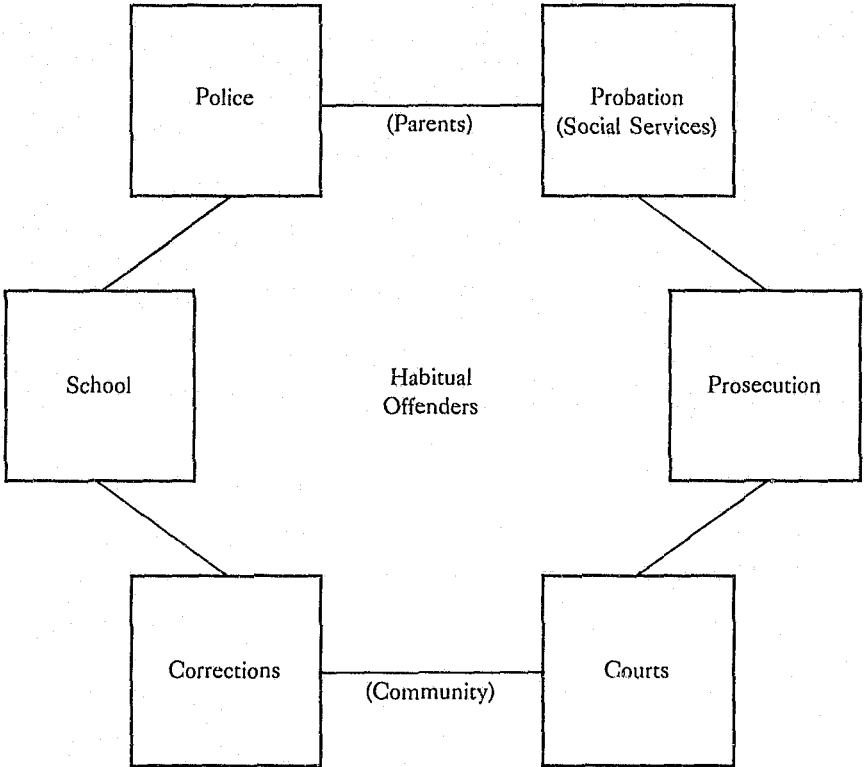 Police
Probation
(Social Services)
(Parents)
School
Habitual
Offenders
Prosecution
Corrections
Courts
(Community)